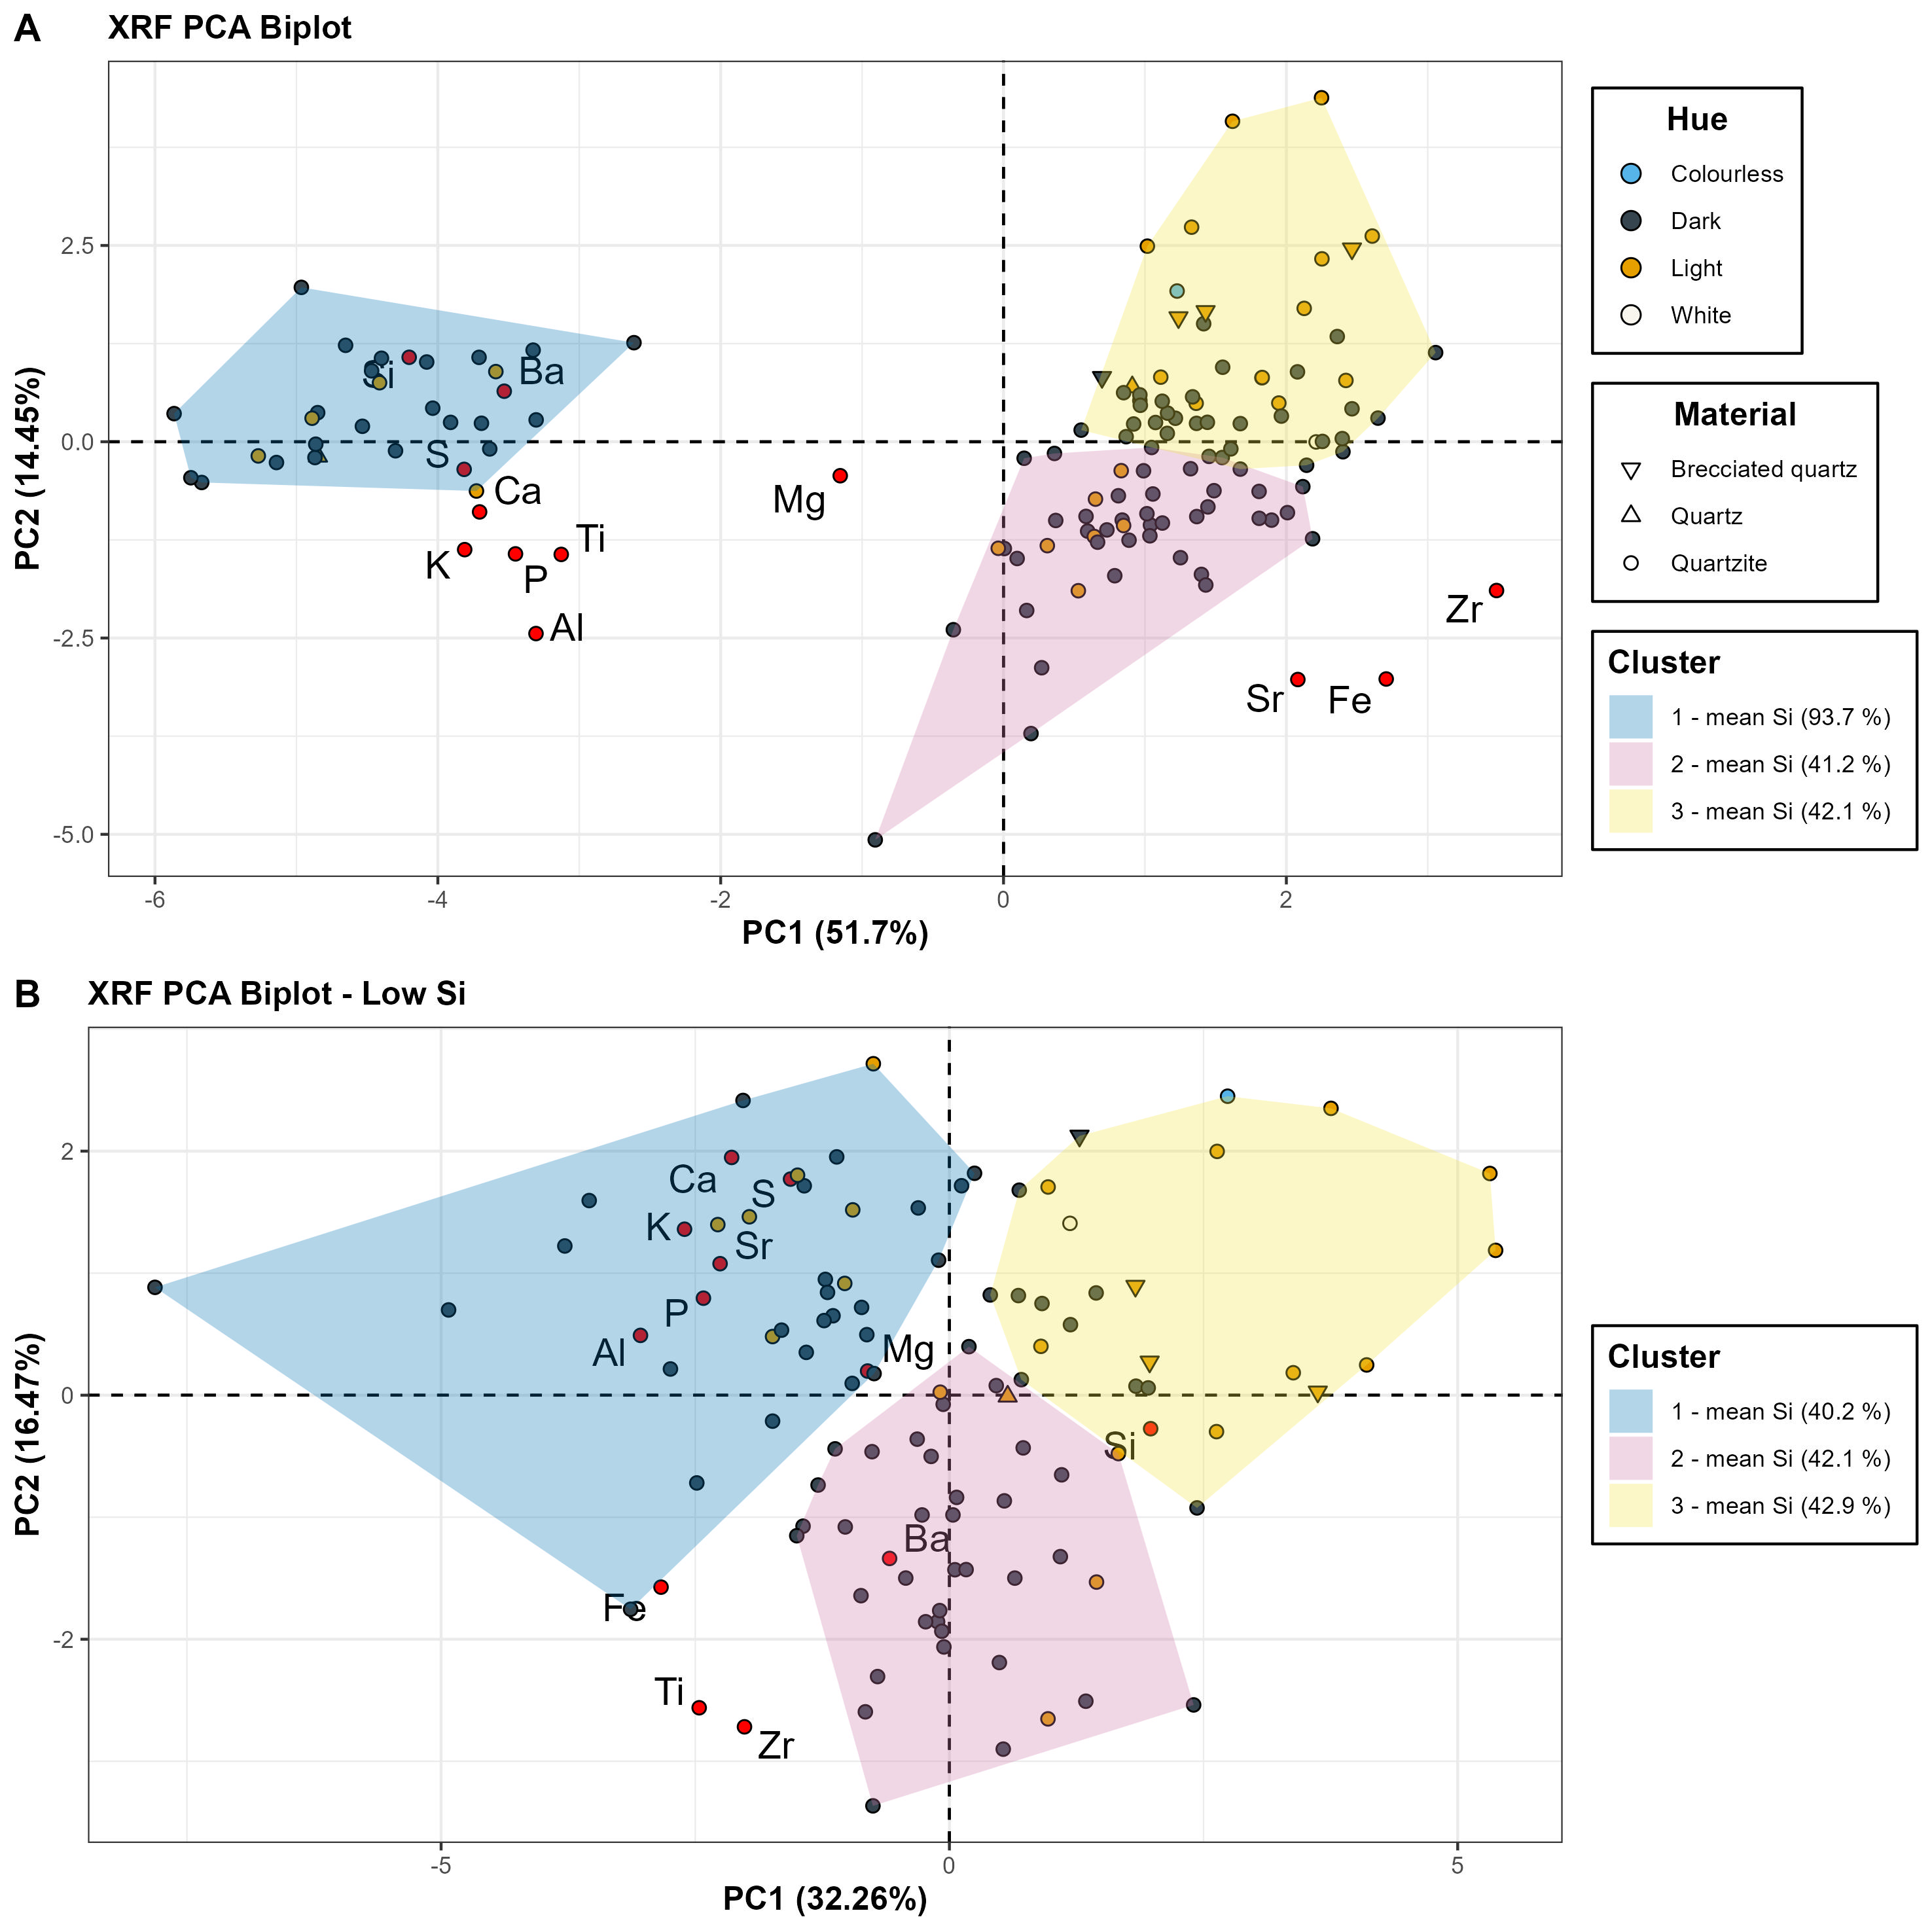 A XRF PCA Biplot
PC2 (14.45%)
2.5
0.0
-2.5
-5.0
Si
Ba
S
Ca
Mg
K
Ti
P
Al
Zr
Sr
Fe
-6
-4
-2
0
2
PC1 (51.7%)
Hue
Colourless
Dark
Light
White
Material
Brecciated quartz
Quartz
Quartzite
Cluster
1 - mean Si (93.7 %)
2 - mean Si (41.2 %)
3 - mean Si (42.1 %)
B XRF PCA Biplot - Low Si
PC2 (16.47%)
2
0
-2
Ca
S
K
Sr
P
Al
Mg
Si
Ba
Fe
Ti
Zr
-5
0
5
PC1 (32.26%)
Cluster
1 - mean Si (40.2 %)
2 - mean Si (42.1 %)
3 - mean Si (42.9 %)